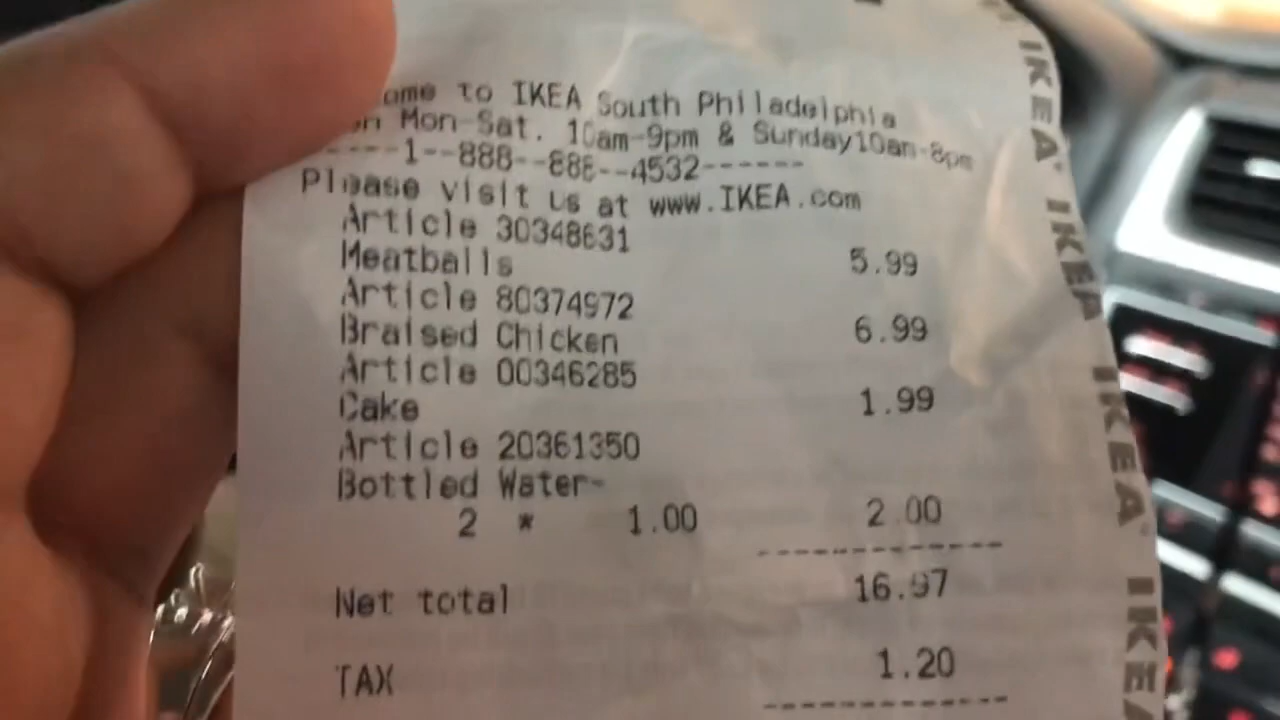 ome to IKEA South Philadelphia
en Mon-Sat. 10am-9pm & Sunday10am-8pm
-----1--888--888--4532------
Please visit us at www.IKEA.com
Article 30348631
Meatballs 5.99
Article 80374972
Braised Chicken 6.99
Article 00346285
Cake 1.99
Article 20361350
Bottled Water-
2 * 1.00 2.00
Net total 16.97
TAX 1.20
IKEA
IKEA
IKEA
IKEA